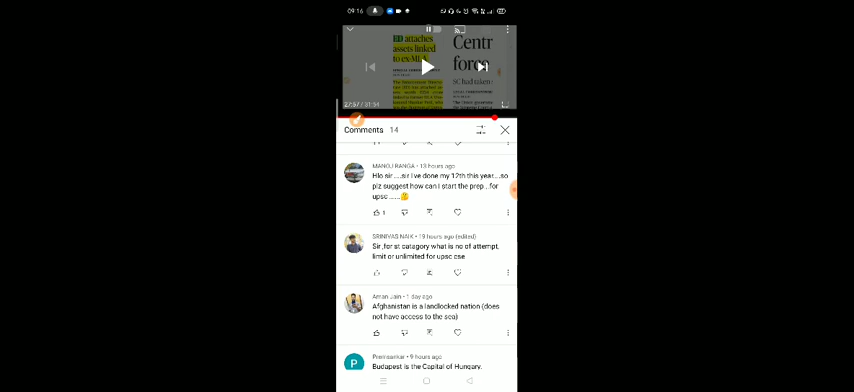 09:16
ED attaches Centr
assets linked force
to ex-MLA
SC had taken
27:57 / 31:54
Comments 14
MANOJ RANGA • 13 hours ago
Hlo sir.....sir I've done my 12th this year....so
plz suggest how can I start the prep...for
upsc......🤔
1
SRINIVAS NAIK • 19 hours ago (edited)
Sir ,for st catagory what is no of attempt,
limit or unlimited for upsc cse
Aman Jain • 1 day ago
Afghanistan is a landlocked nation (does
not have access to the sea)
P
Premsankar • 9 hours ago
Budapest is the Capital of Hungary.